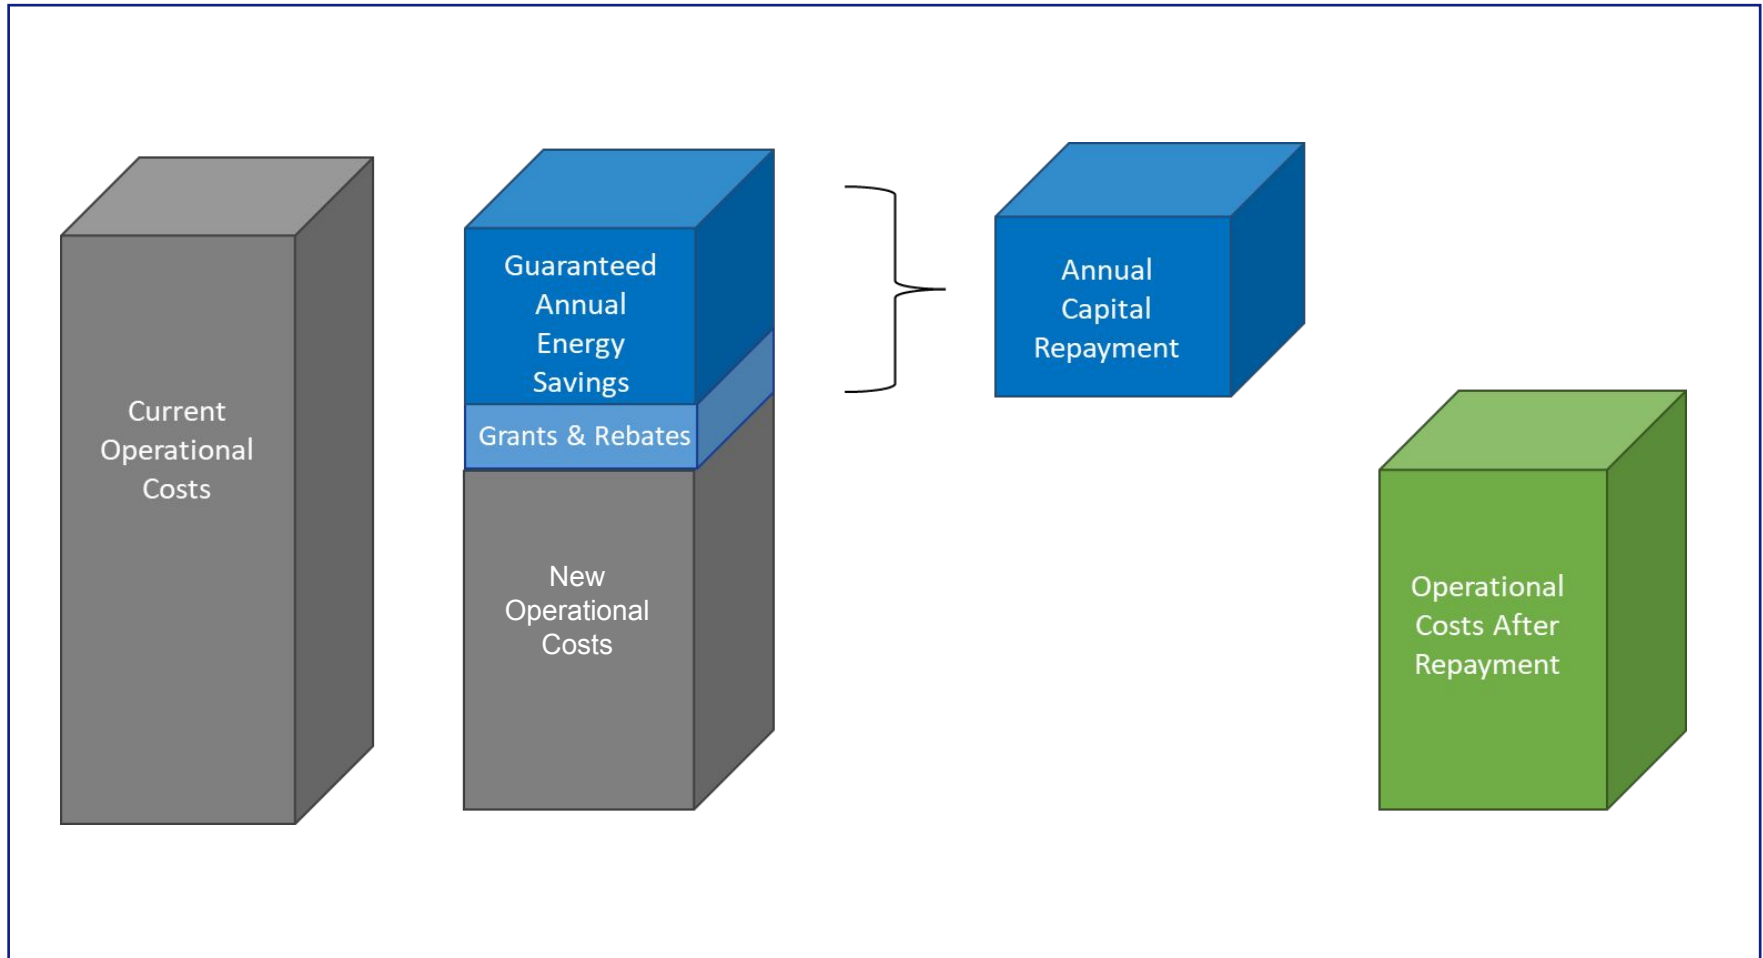 Current
Operational
Costs
Guaranteed
Annual
Energy
Savings
Grants & Rebates
New
Operational
Costs
Annual
Capital
Repayment
Operational
Costs After
Repayment